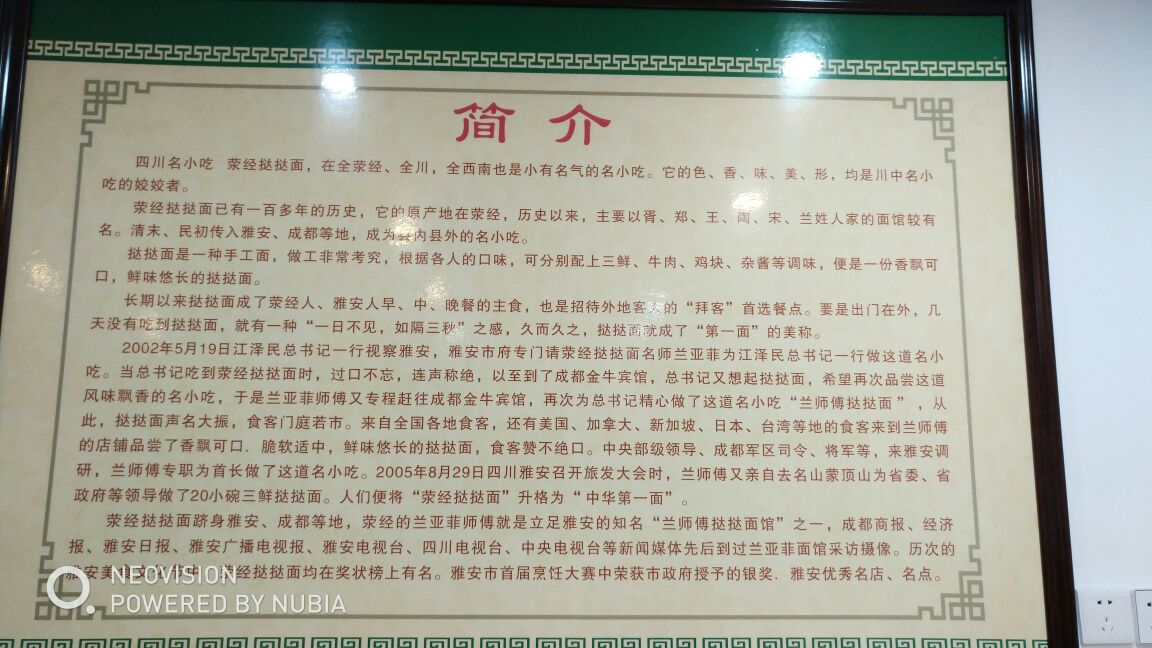 简介
四川名小吃 荥经挞挞面，在全荥经、全川，全西南也是小有名气的名小吃。它的色、香、味、美、形，均是川中名小
吃的姣姣者。
荥经挞挞面已有一百多年的历史，它的原产地在荥经，历史以来，主要以胥、郑、王、陶、宋、兰姓人家的面馆较有
名。清末、民初传入雅安、成都等地，成为县内县外的名小吃。
挞挞面是一种手工面，做工非常考究，根据各人的口味，可分别配上三鲜、牛肉、鸡块、杂酱等调味，便是一份香飘可
口，鲜味悠长的挞挞面。
长期以来挞挞面成了荥经人、雅安人早、中、晚餐的主食，也是招待外地客人的“拜客”首选餐点。要是出门在外，几
天没有吃到挞挞面，就有一种“一日不见，如隔三秋”之感，久而久之，挞挞面就成了“第一面”的美称。
2002年5月19日江泽民总书记一行视察雅安，雅安市府专门请荥经挞挞面名师兰亚菲为江泽民总书记一行做这道名小
吃。当总书记吃到荥经挞挞面时，过口不忘，连声称绝，以至到了成都金牛宾馆，总书记又想起挞挞面，希望再次品尝这道
风味飘香的名小吃，于是兰亚菲师傅又专程赶往成都金牛宾馆，再次为总书记精心做了这道名小吃“兰师傅挞挞面”，从
此，挞挞面声名大振，食客门庭若市。来自全国各地食客，还有美国、加拿大、新加坡、日本、台湾等地的食客来到兰师傅
的店铺品尝了香飘可口．脆软适中，鲜味悠长的挞挞面，食客赞不绝口。中央部级领导、成都军区司令、将军等，来雅安调
研，兰师傅专职为首长做了这道名小吃。2005年8月29日四川雅安召开旅发大会时，兰师傅又亲自去名山蒙顶山为省委、省
政府等领导做了20小碗三鲜挞挞面。人们便将“荥经挞挞面”升格为“中华第一面”。
荥经挞挞面跻身雅安、成都等地，荥经的兰亚菲师傅就是立足雅安的知名“兰师傅挞挞面馆”之一，成都商报、经济
报、雅安日报、雅安广播电视报、雅安电视台、四川电视台、中央电视台等新闻媒体先后到过兰亚菲面馆采访摄像。历次的
雅安美食文化节中，荥经挞挞面均在奖状榜上有名。雅安市首届烹饪大赛中荣获市政府授予的银奖．雅安优秀名店、名点。
NEOVISION
POWERED BY NUBIA